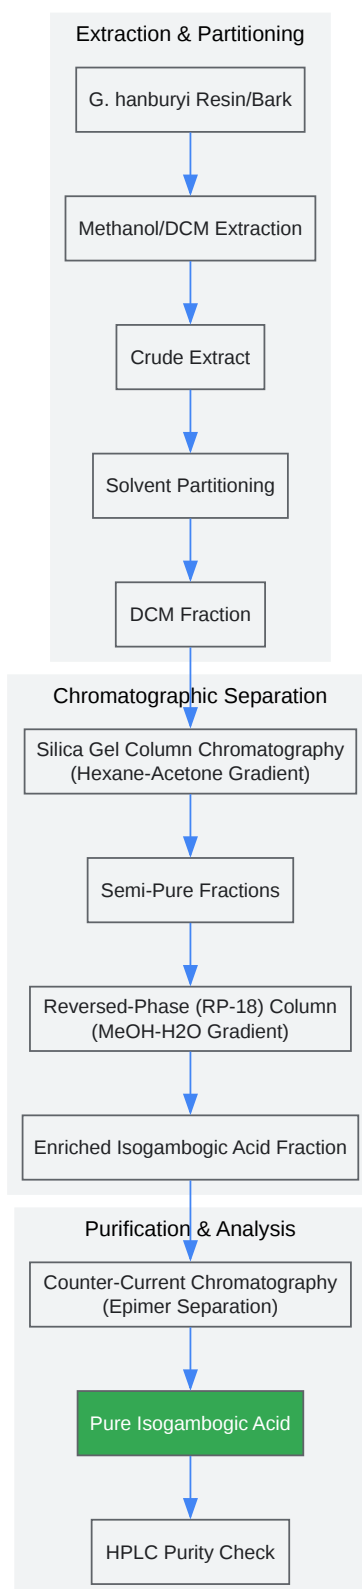 Extraction & Partitioning
G. hanburyi Resin/Bark
Methanol/DCM Extraction
Crude Extract
Solvent Partitioning
DCM Fraction
Chromatographic Separation
Silica Gel Column Chromatography
(Hexane-Acetone Gradient)
Semi-Pure Fractions
Reversed-Phase (RP-18) Column
(MeOH-H2O Gradient)
Enriched Isogambogic Acid Fraction
Purification & Analysis
Counter-Current Chromatography
(Epimer Separation)
Pure Isogambogic Acid
HPLC Purity Check